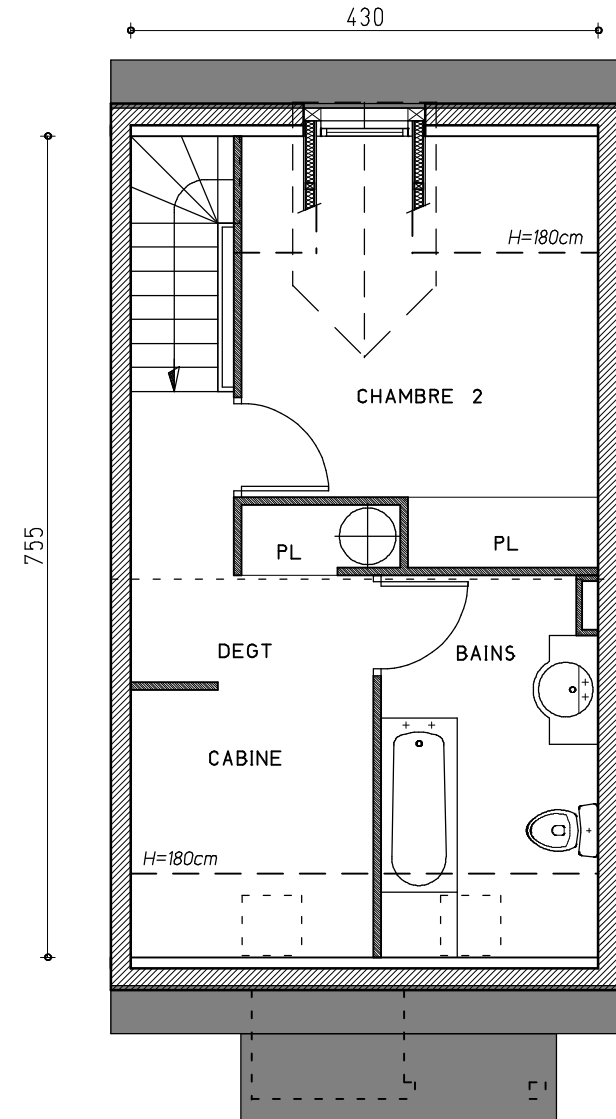 430
H=180cm
CHAMBRE 2
755
PL
PL
DEGT
BAINS
CABINE
H=180cm